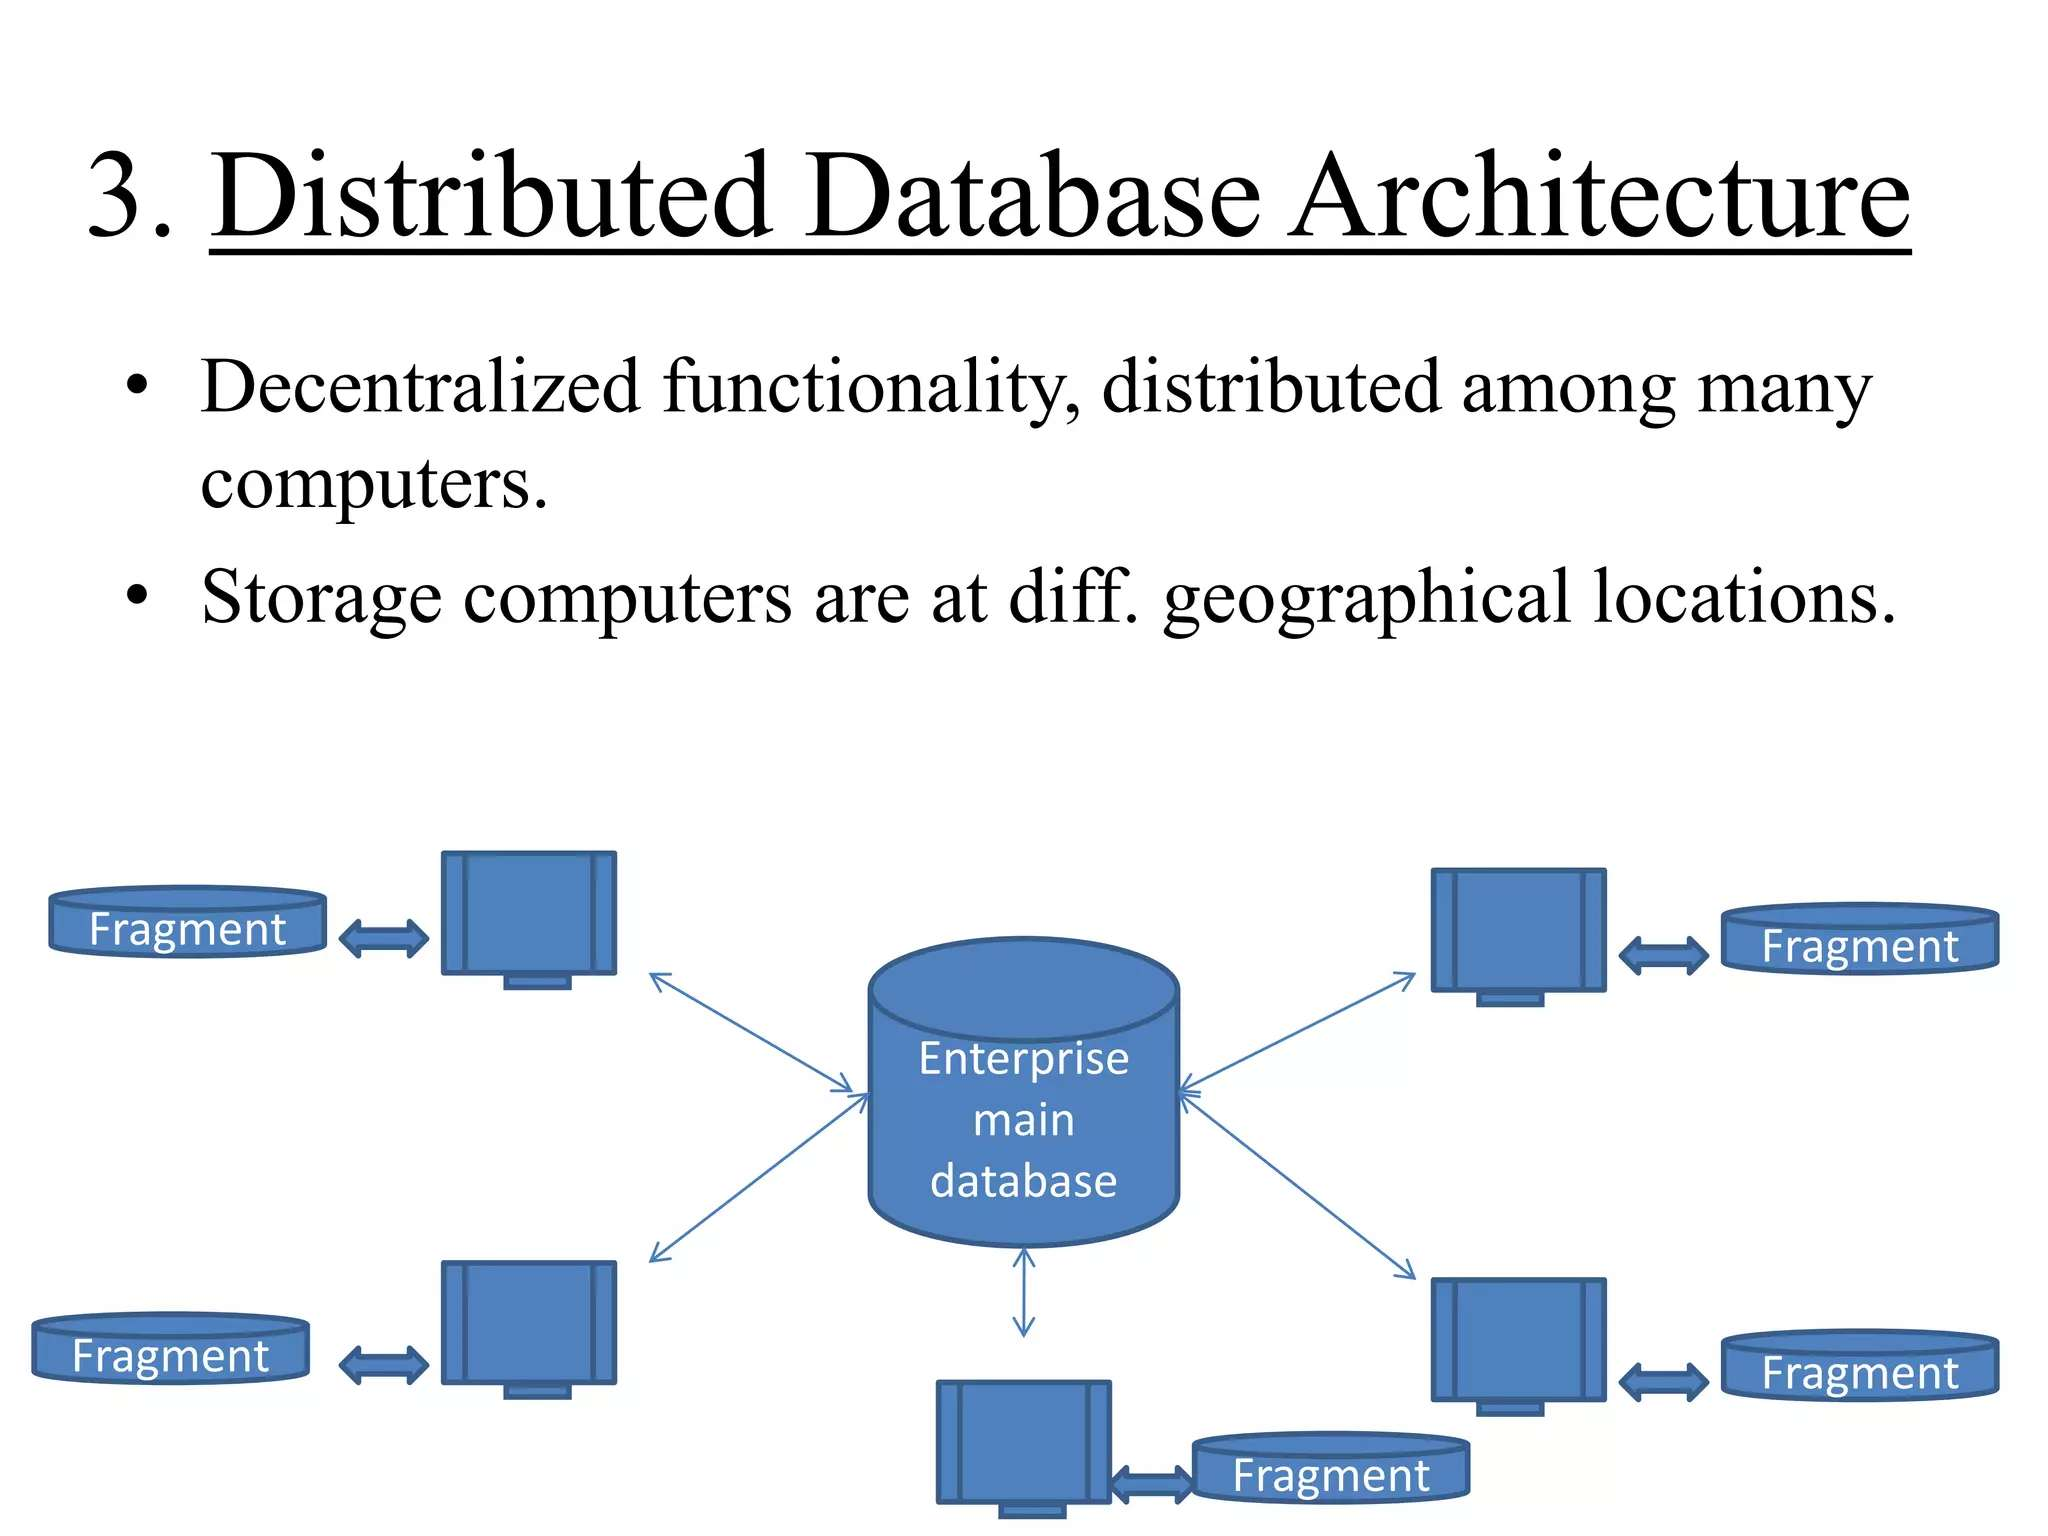 3. Distributed Database Architecture
• Decentralized functionality, distributed among many
computers.
• Storage computers are at diff. geographical locations.
Fragment
Fragment
Enterprise
main
database
Fragment
Fragment
Fragment